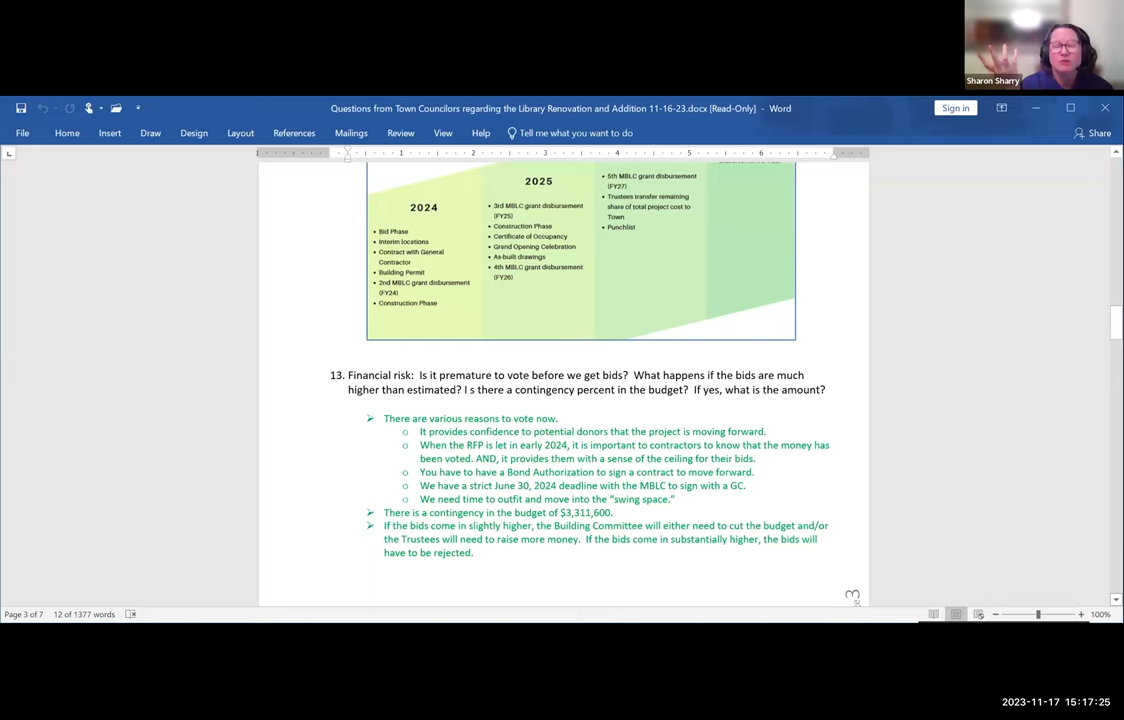 Sharon Sharry
Questions from Town Councilors regarding the Library Renovation and Addition 11-16-23.docx [Read-Only] - Word
Sign in
File Home Insert Draw Design Layout References Mailings Review View Help Tell me what you want to do
Share
1 1 2 3 4 5 6
2024
• Bid Phase
• Interim locations
• Contract with General
Contractor
• Building Permit
• 2nd MBLC grant disbursement
(FY24)
• Construction Phase
2025
• 3rd MBLC grant disbursement
(FY25)
• Construction Phase
• Certificate of Occupancy
• Grand Opening Celebration
• As-built drawings
• 4th MBLC grant disbursement
(FY26)
• 5th MBLC grant disbursement
(FY27)
• Trustees transfer remaining
share of total project cost to
Town
• Punchlist
13. Financial risk: Is it premature to vote before we get bids? What happens if the bids are much
higher than estimated? I s there a contingency percent in the budget? If yes, what is the amount?
➢ There are various reasons to vote now.
o It provides confidence to potential donors that the project is moving forward.
o When the RFP is let in early 2024, it is important to contractors to know that the money has
been voted. AND, it provides them with a sense of the ceiling for their bids.
o You have to have a Bond Authorization to sign a contract to move forward.
o We have a strict June 30, 2024 deadline with the MBLC to sign with a GC.
o We need time to outfit and move into the “swing space.”
➢ There is a contingency in the budget of $3,311,600.
➢ If the bids come in slightly higher, the Building Committee will either need to cut the budget and/or
the Trustees will need to raise more money. If the bids come in substantially higher, the bids will
have to be rejected.
3
Page 3 of 7 12 of 1377 words
100%
2023-11-17 15:17:25